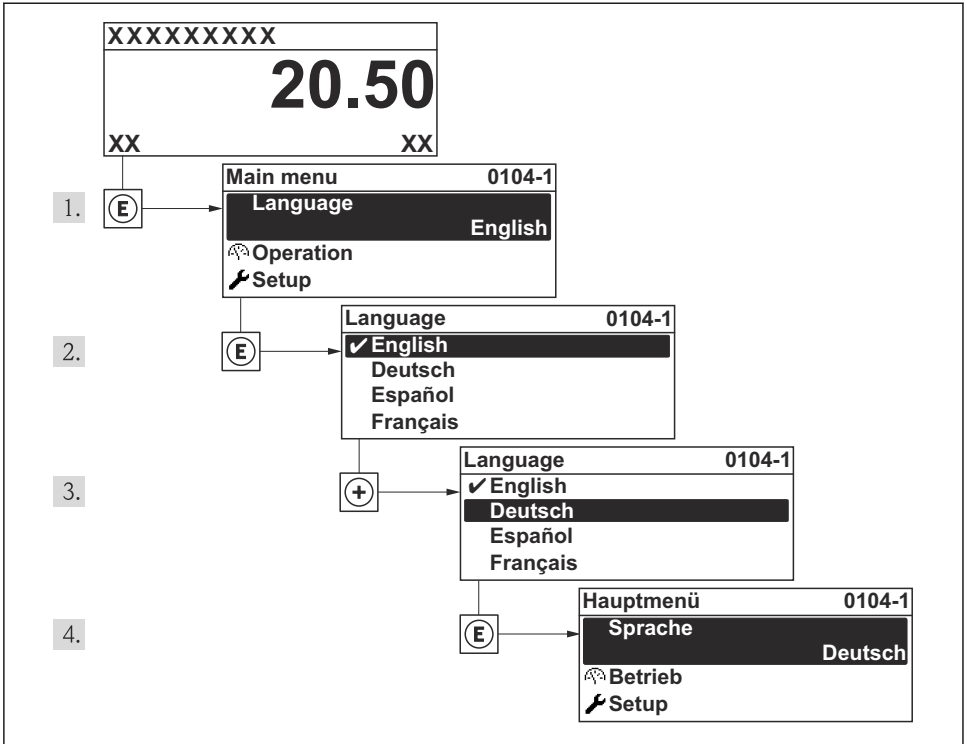 XXXXXXXXX
20.50
XX XX
1. E
Main menu 0104-1
Language
English
Operation
Setup
2. E
Language 0104-1
✔ English
Deutsch
Español
Français
3. +
Language 0104-1
✔ English
Deutsch
Español
Français
4. E
Hauptmenü 0104-1
Sprache
Deutsch
Betrieb
Setup